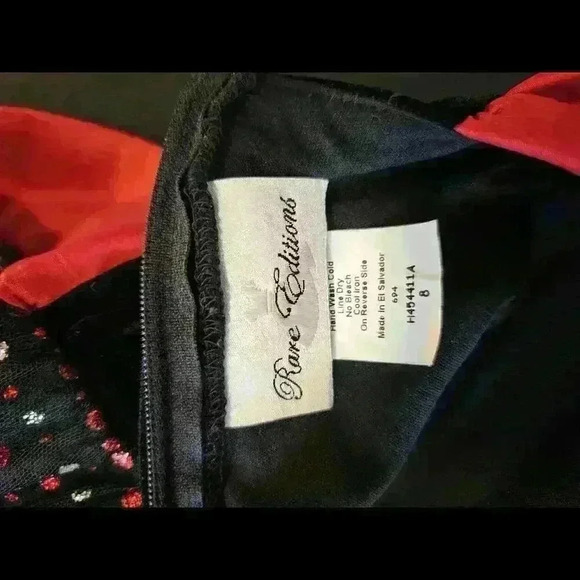 Rare Editions
Hand Wash Cold
Line Dry
No Bleach
Cool Iron
On Reverse Side
Made in El Salvador
694
H454411A
8